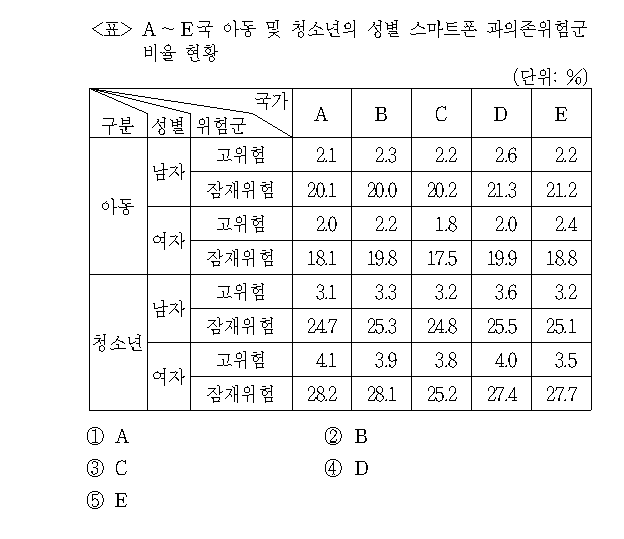 <표> A ~ E국 아동 및 청소년의 성별 스마트폰 과의존위험군
비율 현황
(단위: %)
구분 성별 위험군 국가 A B C D E
아동 남자 고위험 2.1 2.3 2.2 2.6 2.2
잠재위험 20.1 20.0 20.2 21.3 21.2
여자 고위험 2.0 2.2 1.8 2.0 2.4
잠재위험 18.1 19.8 17.5 19.9 18.8
청소년 남자 고위험 3.1 3.3 3.2 3.6 3.2
잠재위험 24.7 25.3 24.8 25.5 25.1
여자 고위험 4.1 3.9 3.8 4.0 3.5
잠재위험 28.2 28.1 25.2 27.4 27.7
① A ② B
③ C ④ D
⑤ E